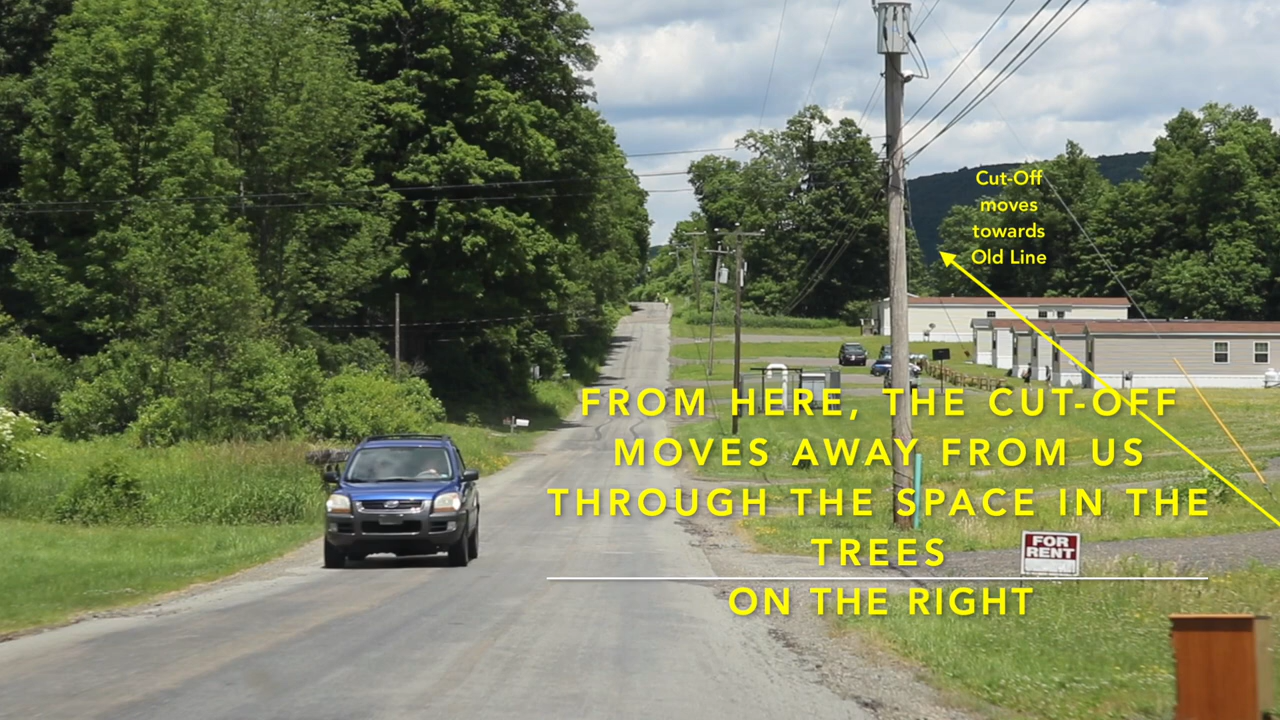 Cut-Off
moves
towards
Old Line
FROM HERE, THE CUT-OFF
MOVES AWAY FROM US
THROUGH THE SPACE IN THE
TREES
FOR
RENT
ON THE RIGHT